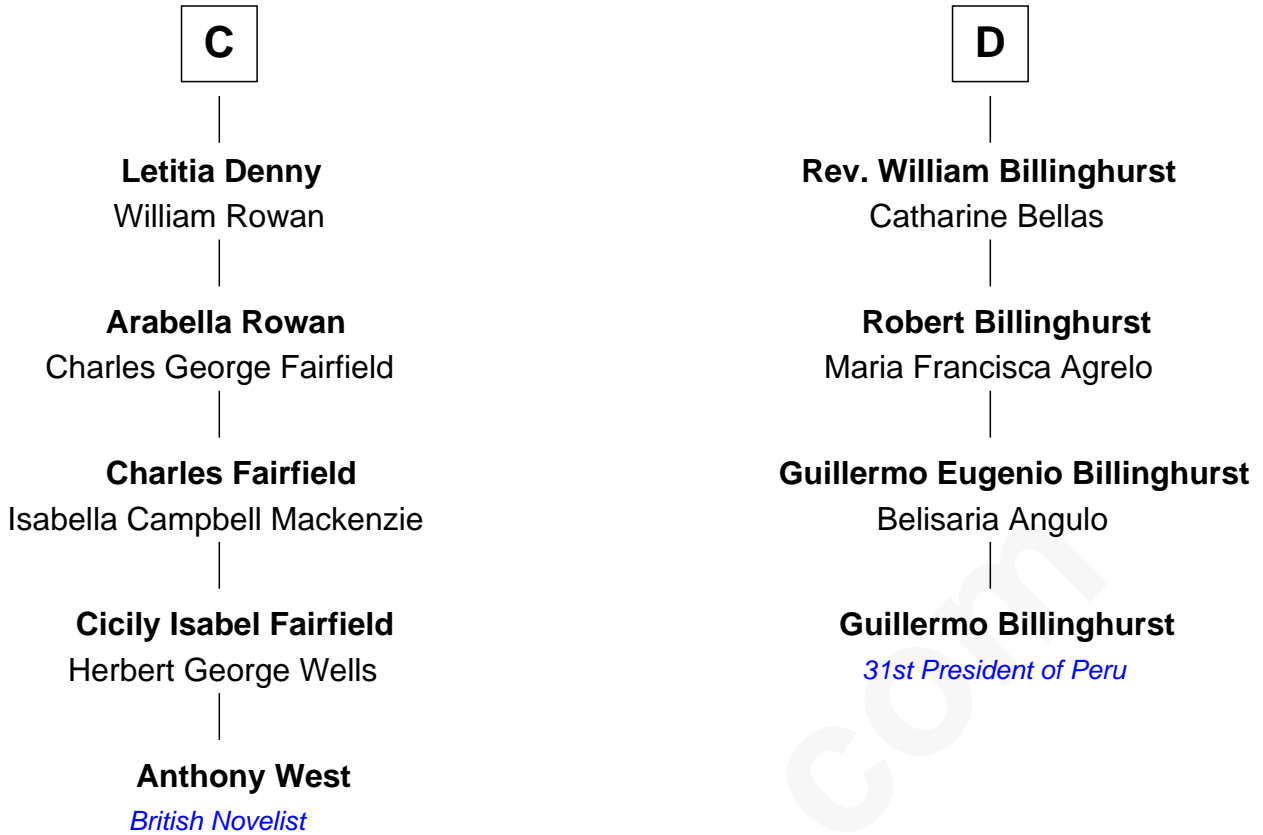 C
Letitia Denny
William Rowan
Arabella Rowan
Charles George Fairfield
Charles Fairfield
Isabella Campbell Mackenzie
Cicily Isabel Fairfield
Herbert George Wells
Anthony West
British Novelist
D
Rev. William Billinghurst
Catharine Bellas
Robert Billinghurst
Maria Francisca Agrelo
Guillermo Eugenio Billinghurst
Belisaria Angulo
Guillermo Billinghurst
31st President of Peru
com